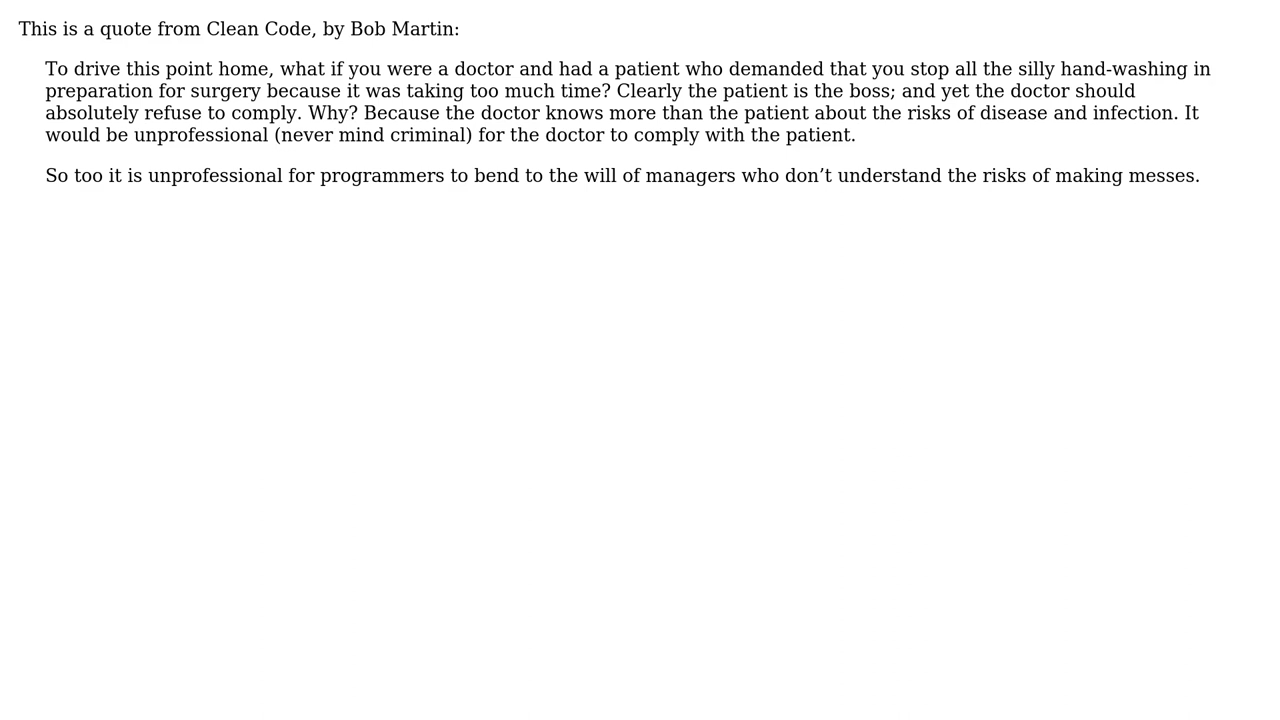 This is a quote from Clean Code, by Bob Martin:
To drive this point home, what if you were a doctor and had a patient who demanded that you stop all the silly hand-washing in
preparation for surgery because it was taking too much time? Clearly the patient is the boss; and yet the doctor should
absolutely refuse to comply. Why? Because the doctor knows more than the patient about the risks of disease and infection. It
would be unprofessional (never mind criminal) for the doctor to comply with the patient.
So too it is unprofessional for programmers to bend to the will of managers who don’t understand the risks of making messes.